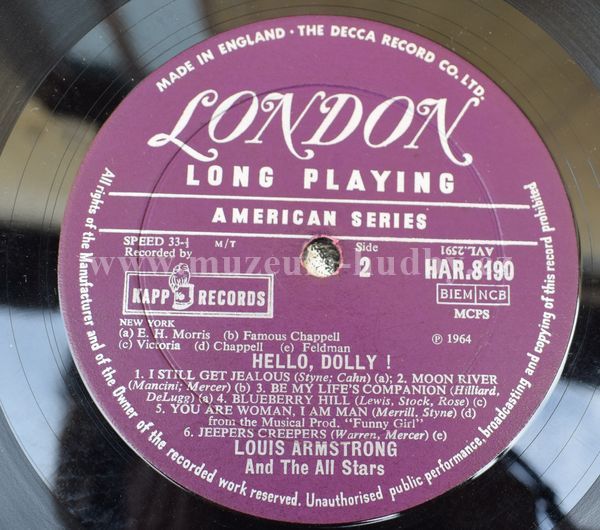 MADE IN ENGLAND · THE DECCA RECORD CO. LTD.
LONDON
LONG PLAYING
AMERICAN SERIES
SPEED 33-⅓ M/T
Recorded by
KAPP RECORDS
NEW YORK
Side
2
AVL.2591
HAR.8190
BIEM NCB
MCPS
www.muzeum-hudby.cz
(a) E. H. Morris (b) Famous Chappell
(c) Victoria (d) Chappell (e) Feldman
℗ 1964
HELLO, DOLLY !
1. I STILL GET JEALOUS (Styne; Cahn) (a); 2. MOON RIVER
(Mancini; Mercer) (b) 3. BE MY LIFE'S COMPANION (Hilliard,
DeLugg) (a) 4. BLUEBERRY HILL (Lewis, Stock, Rose) (c)
5. YOU ARE WOMAN, I AM MAN (Merrill, Styne) (d)
from the Musical Prod. "Funny Girl"
6. JEEPERS CREEPERS (Warren, Mercer) (e)
LOUIS ARMSTRONG
And The All Stars
All rights of the Manufacturer and of the Owner of the recorded work reserved. Unauthorised public performance, broadcasting and copying of this record prohibited